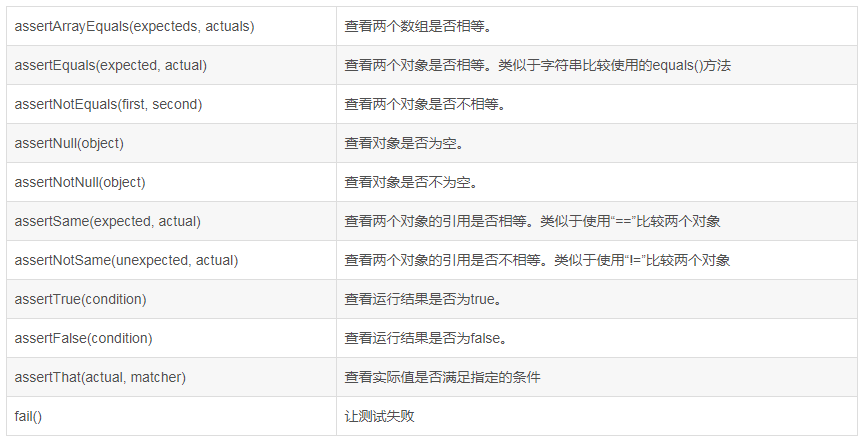 assertArrayEquals(expecteds, actuals) 查看两个数组是否相等。
assertEquals(expected, actual) 查看两个对象是否相等。类似于字符串比较使用的equals()方法
assertNotEquals(first, second) 查看两个对象是否不相等。
assertNull(object) 查看对象是否为空。
assertNotNull(object) 查看对象是否不为空。
assertSame(expected, actual) 查看两个对象的引用是否相等。类似于使用“==”比较两个对象
assertNotSame(unexpected, actual) 查看两个对象的引用是否不相等。类似于使用“!=”比较两个对象
assertTrue(condition) 查看运行结果是否为true。
assertFalse(condition) 查看运行结果是否为false。
assertThat(actual, matcher) 查看实际值是否满足指定的条件
fail() 让测试失败